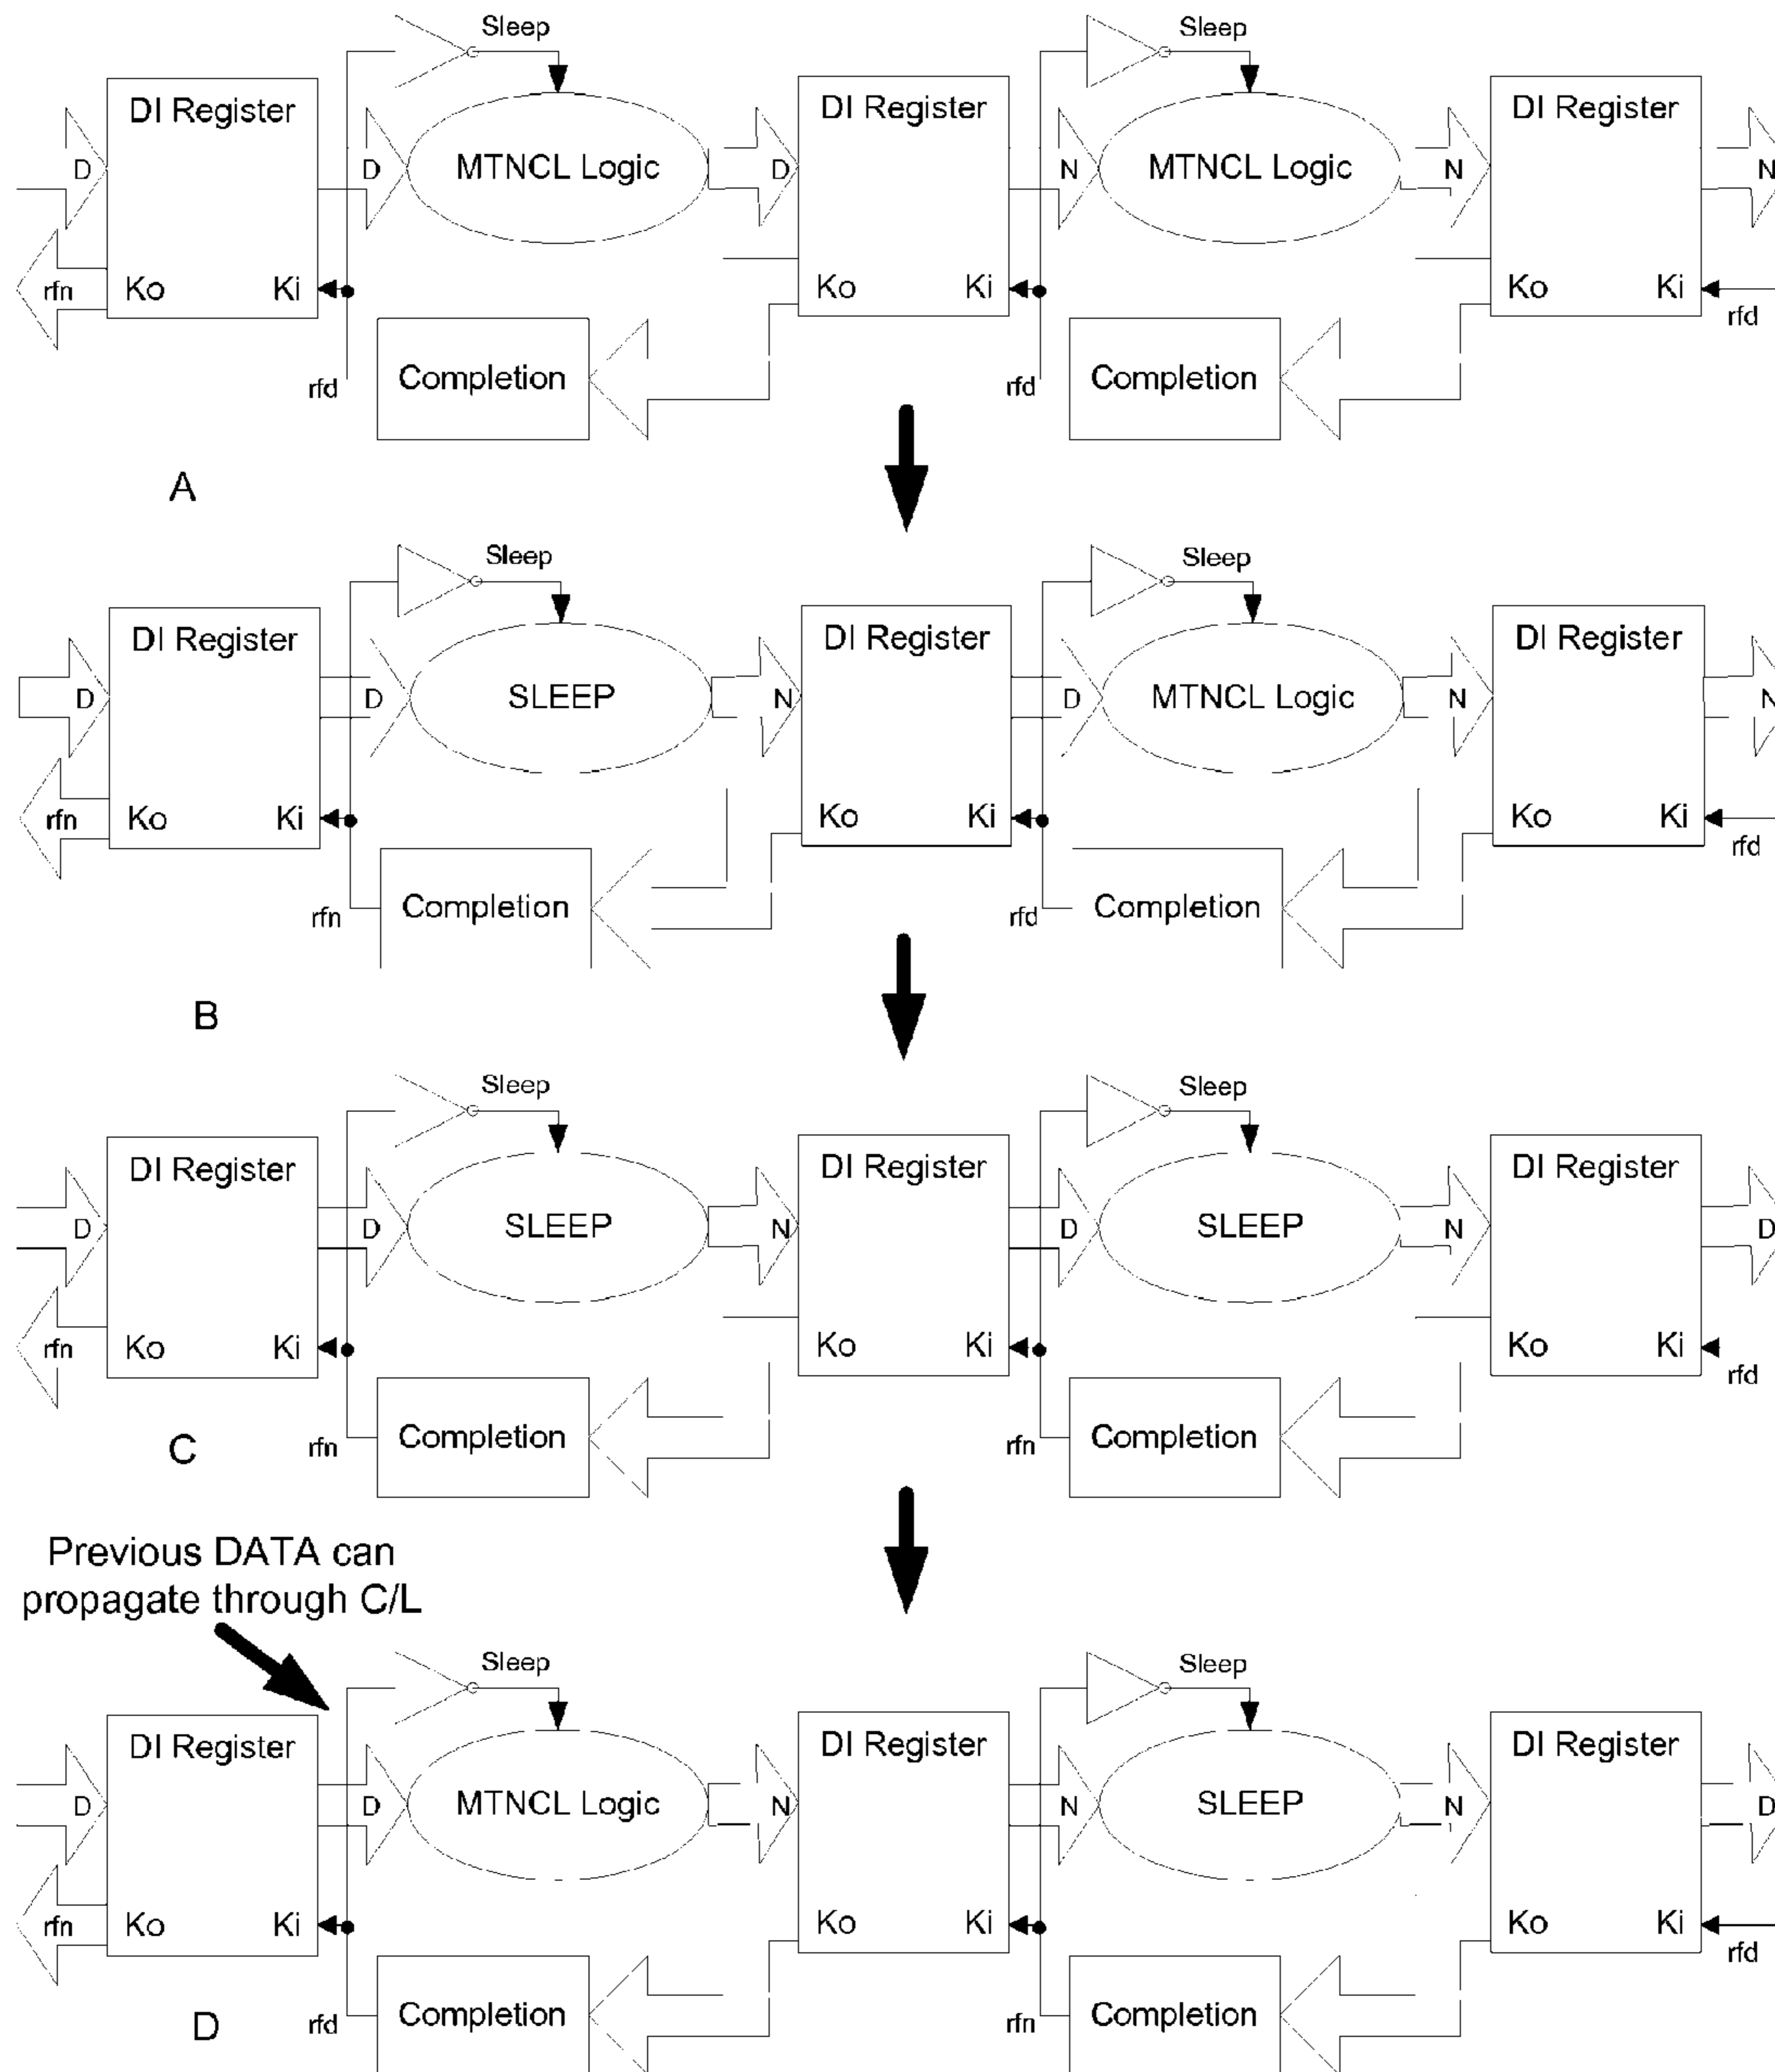 Sleep Sleep
DI Register DI Register DI Register
D D MTNCL Logic D N MTNCL Logic N N
rfn Ko Ki Ko Ki Ko Ki
rfd
rfd Completion rfd Completion
A
Sleep Sleep
DI Register DI Register DI Register
D D SLEEP N D MTNCL Logic N N
rfn Ko Ki Ko Ki Ko Ki
rfd
rfn Completion rfd Completion
B
Sleep Sleep
DI Register DI Register DI Register
D D SLEEP N D SLEEP N D
rfn Ko Ki Ko Ki Ko Ki
rfd
C rfn Completion rfn Completion
Previous DATA can
propagate through C/L
Sleep Sleep
DI Register DI Register DI Register
D D MTNCL Logic N N SLEEP N D
rfn Ko Ki Ko Ki Ko Ki
rfd
D rfd Completion rfn Completion